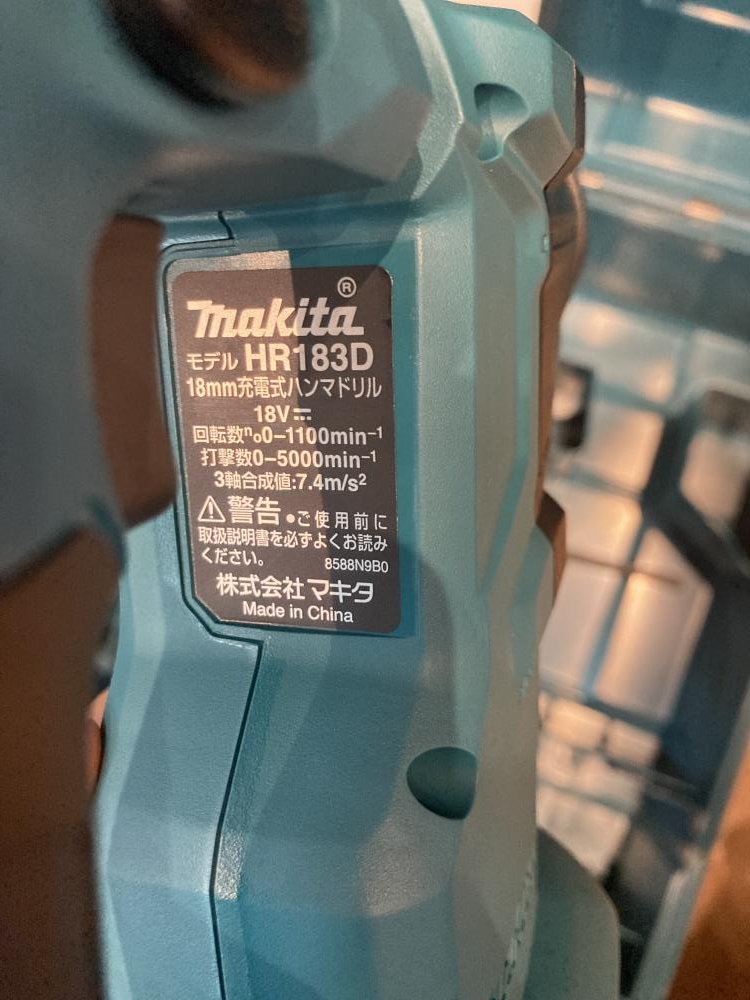 makita®
モデル HR183D
18mm充電式ハンマドリル
18V⎓
回転数n₀0-1100min⁻¹
打撃数0-5000min⁻¹
3軸合成値:7.4m/s²
⚠警告 ●ご使用前に
取扱説明書を必ずよくお読み
ください。 8588N9B0
株式会社マキタ
Made in China